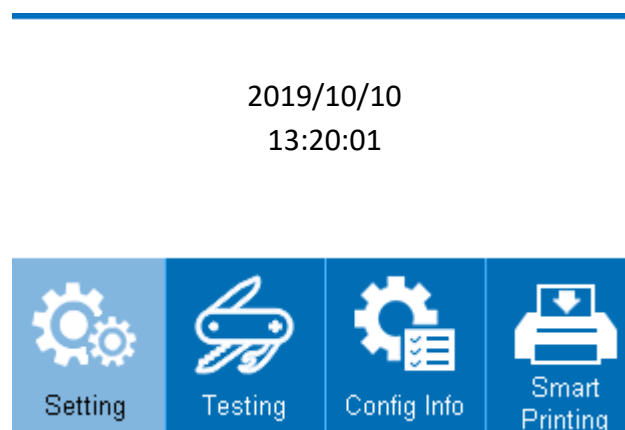 2019/10/10
13:20:01
Setting
Testing
Config Info
Smart
Printing